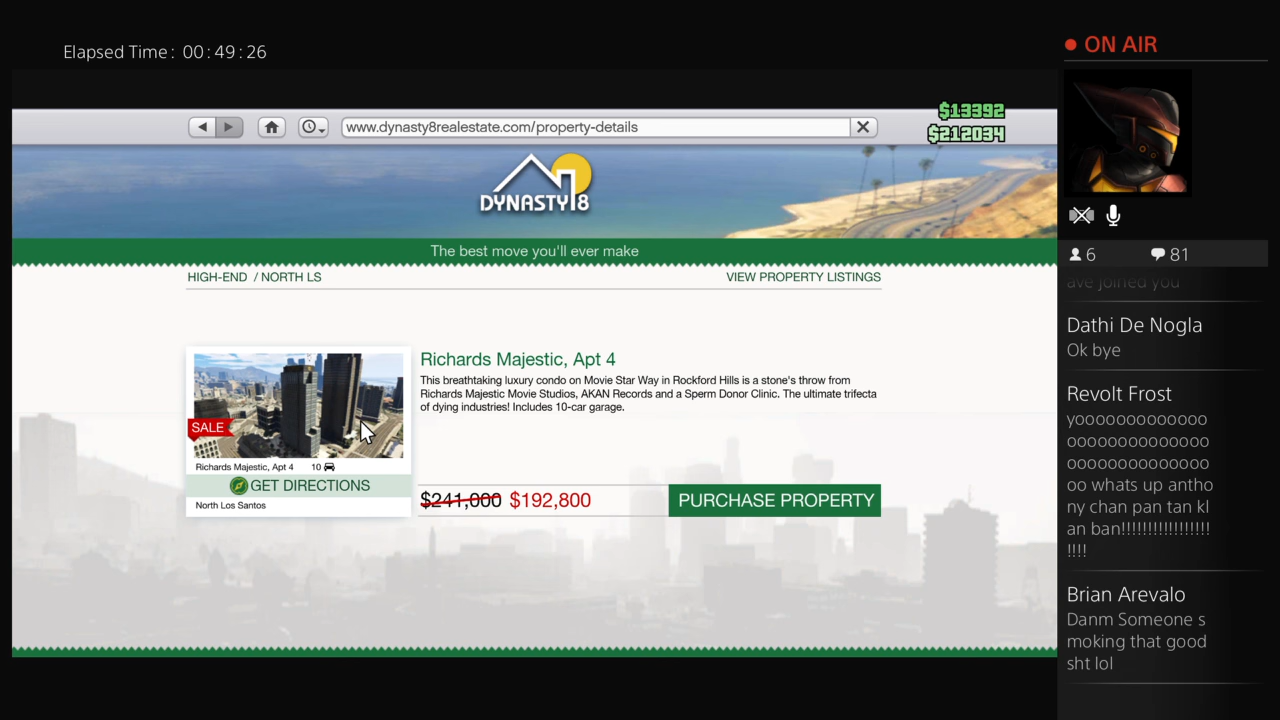 Elapsed Time: 00:49:26
ON AIR
www.dynasty8realestate.com/property-details
$13392
$212034
DYNASTY8
The best move you'll ever make
HIGH-END / NORTH LS
VIEW PROPERTY LISTINGS
Richards Majestic, Apt 4
This breathtaking luxury condo on Movie Star Way in Rockford Hills is a stone's throw from
Richards Majestic Movie Studios, AKAN Records and a Sperm Donor Clinic. The ultimate trifecta
of dying industries! Includes 10-car garage.
SALE
Richards Majestic, Apt 4 10
GET DIRECTIONS
North Los Santos
$241,000 $192,800
PURCHASE PROPERTY
6 81
ave joined you
Dathi De Nogla
Ok bye
Revolt Frost
yooooooooooooo
oooooooooooooo
oooooooooooooo
oo whats up antho
ny chan pan tan kl
an ban!!!!!!!!!!!!!!!!!
!!!!
Brian Arevalo
Danm Someone s
moking that good
sht lol